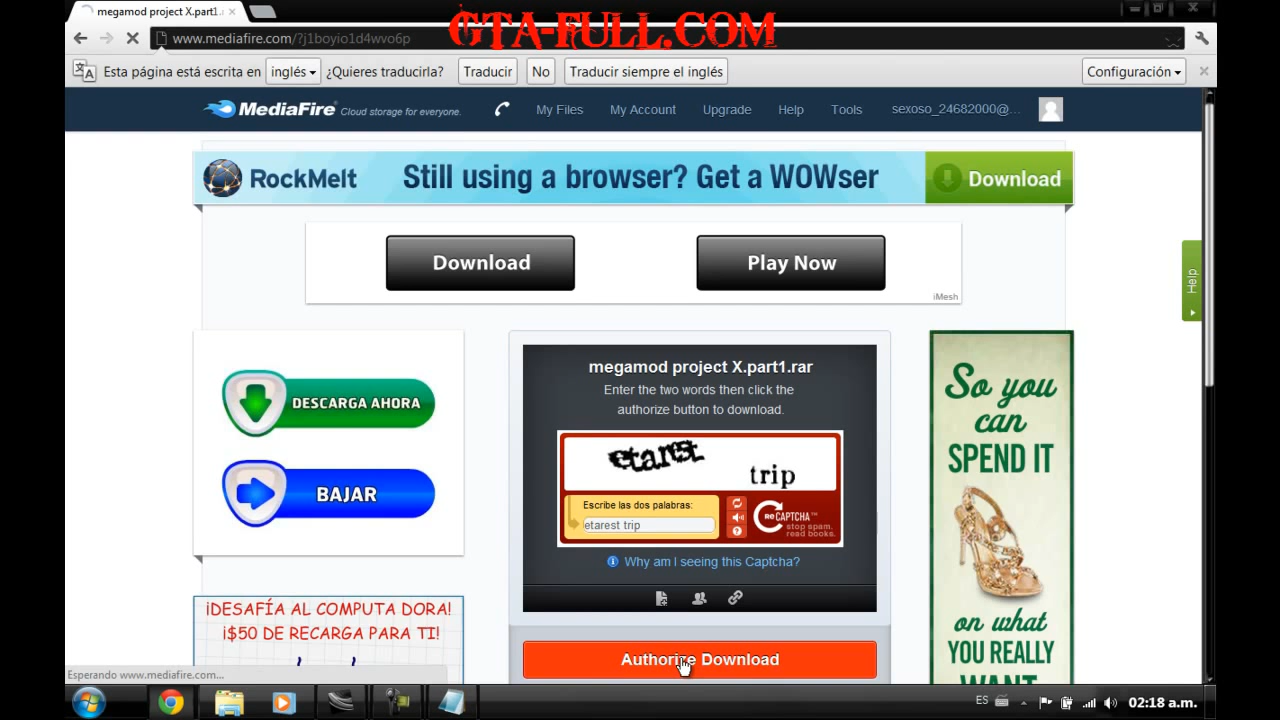 megamod project X.part1.r
GTA-FULL.COM
www.mediafire.com/?j1boyio1d4wvo6p
Esta página está escrita en inglés ¿Quieres traducirla? Traducir No Traducir siempre el inglés Configuración
MediaFire Cloud storage for everyone. My Files My Account Upgrade Help Tools sexoso_24682000@...
RockMelt Still using a browser? Get a WOWser Download
Download Play Now
iMesh
Help
DESCARGA AHORA
BAJAR
¡DESAFÍA AL COMPUTA DORA!
¡$50 DE RECARGA PARA TI!
megamod project X.part1.rar
Enter the two words then click the
authorize button to download.
etarest trip
Escribe las dos palabras:
etarest trip
reCAPTCHA™
stop spam.
read books.
Why am I seeing this Captcha?
Authorize Download
So you
can
SPEND IT
on what
YOU REALLY
WANT
Esperando www.mediafire.com...
ES 02:18 a.m.